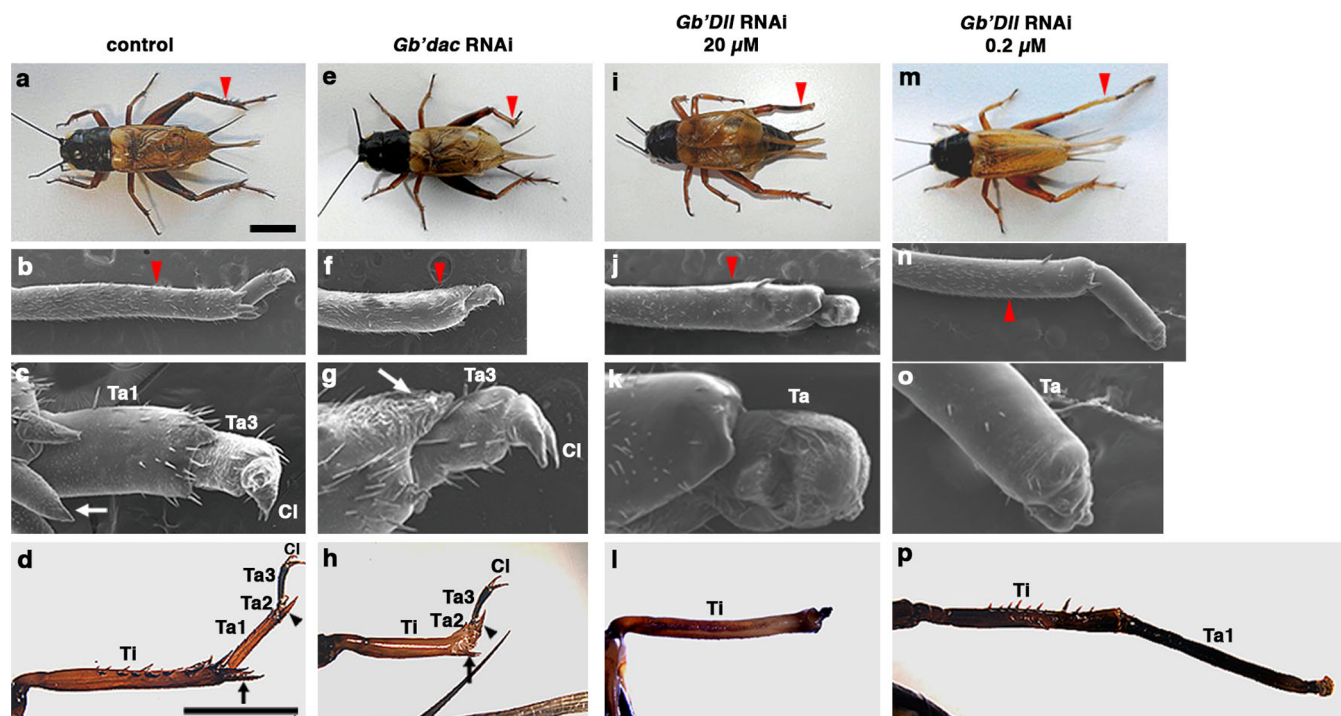 control
Gb'dac RNAi
Gb'Dll RNAi
20 µM
Gb'Dll RNAi
0.2 µM
a
e
i
m
b
f
j
n
c
Ta1
Ta3
Cl
g
Ta3
Cl
k
Ta
o
Ta
d
Cl
Ta3
Ta2
Ta1
Ti
h
Cl
Ta3
Ta2
Ti
l
Ti
p
Ti
Ta1